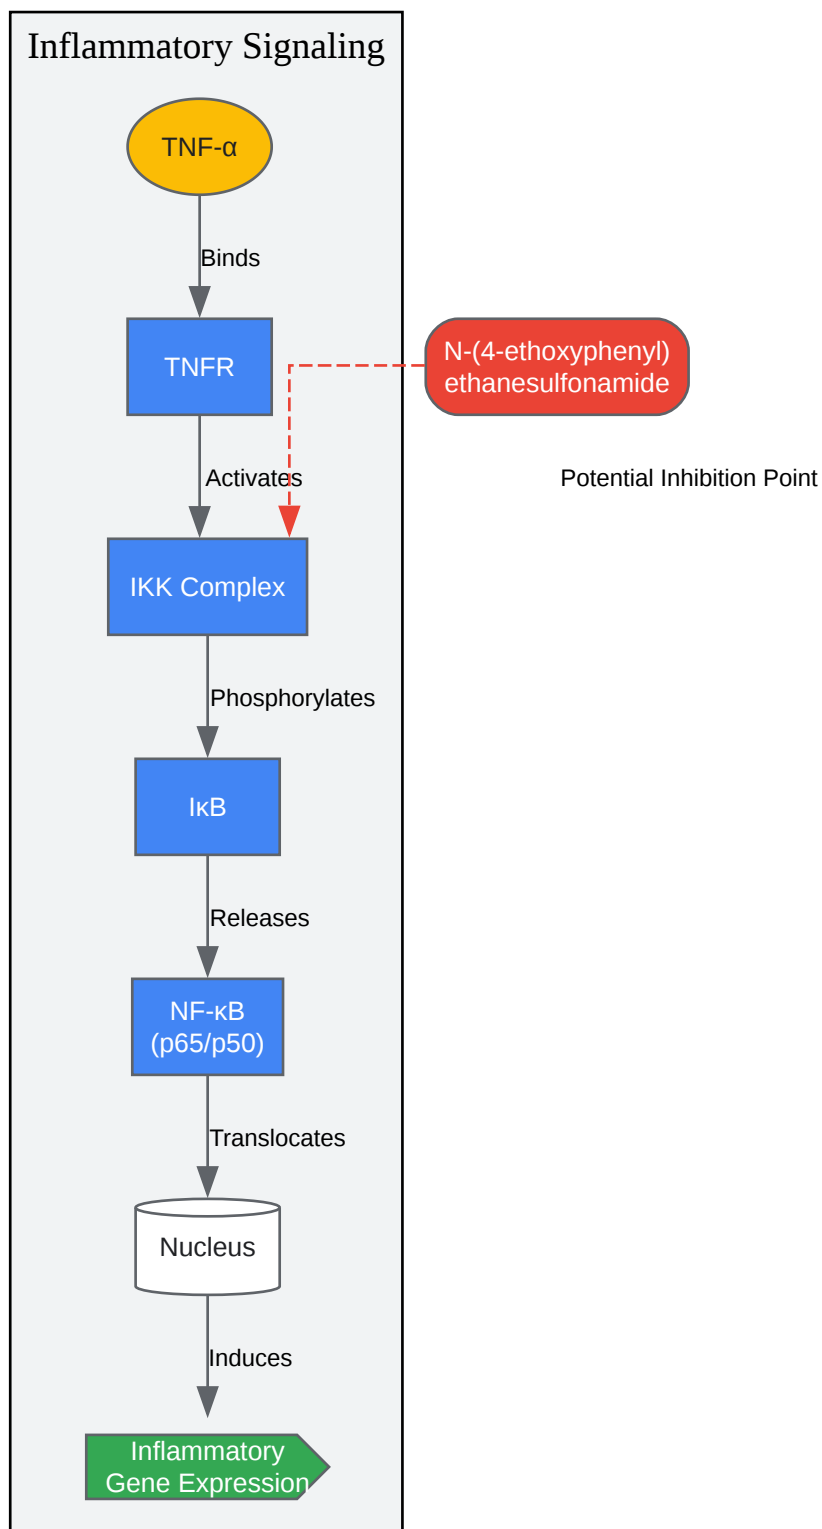 Inflammatory Signaling
TNF-α
Binds
TNFR
N-(4-ethoxyphenyl)
ethanesulfonamide
Activates
Potential Inhibition Point
IKK Complex
Phosphorylates
IκB
Releases
NF-κB
(p65/p50)
Translocates
Nucleus
Induces
Inflammatory
Gene Expression